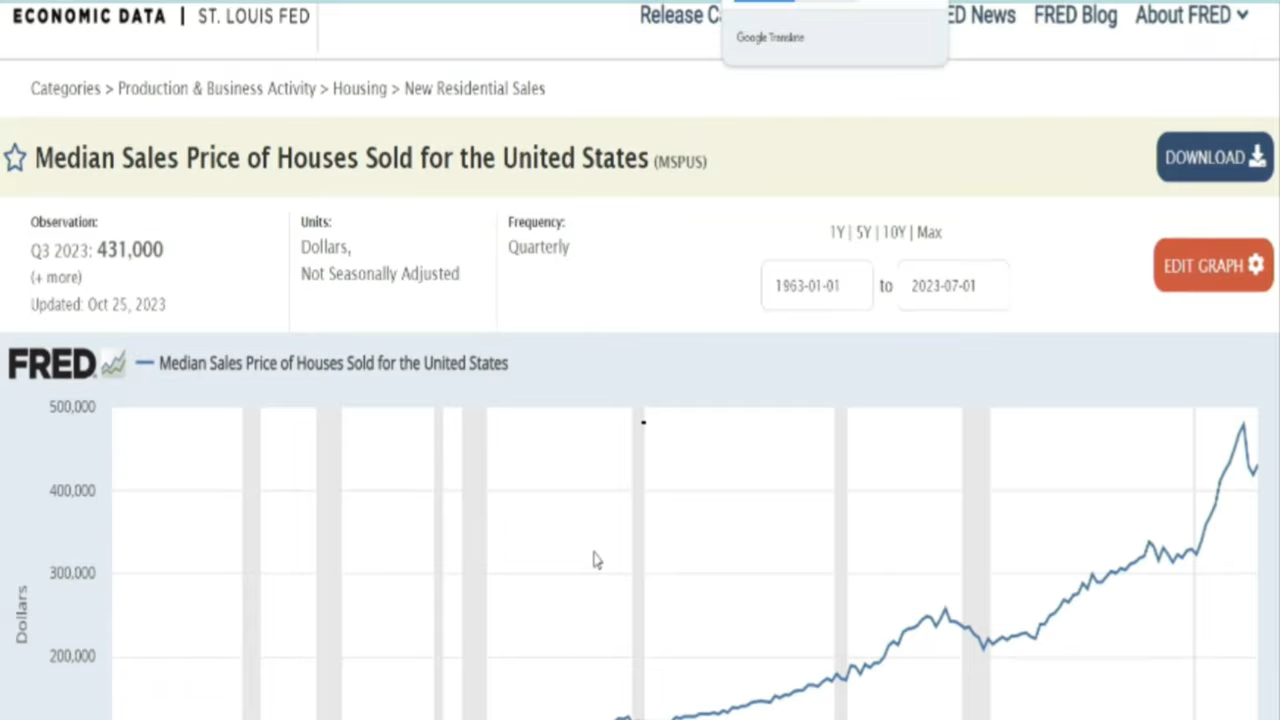 ECONOMIC DATA | ST. LOUIS FED
ED News FRED Blog About FRED
Google Translate
Categories > Production & Business Activity > Housing > New Residential Sales
Median Sales Price of Houses Sold for the United States (MSPUS)
DOWNLOAD
Observation:
Q3 2023: 431,000
(+ more)
Updated: Oct 25, 2023
Units:
Dollars,
Not Seasonally Adjusted
Frequency:
Quarterly
1Y | 5Y | 10Y | Max
1963-01-01 to 2023-07-01
EDIT GRAPH
FRED Median Sales Price of Houses Sold for the United States
500,000
400,000
300,000
200,000
Dollars